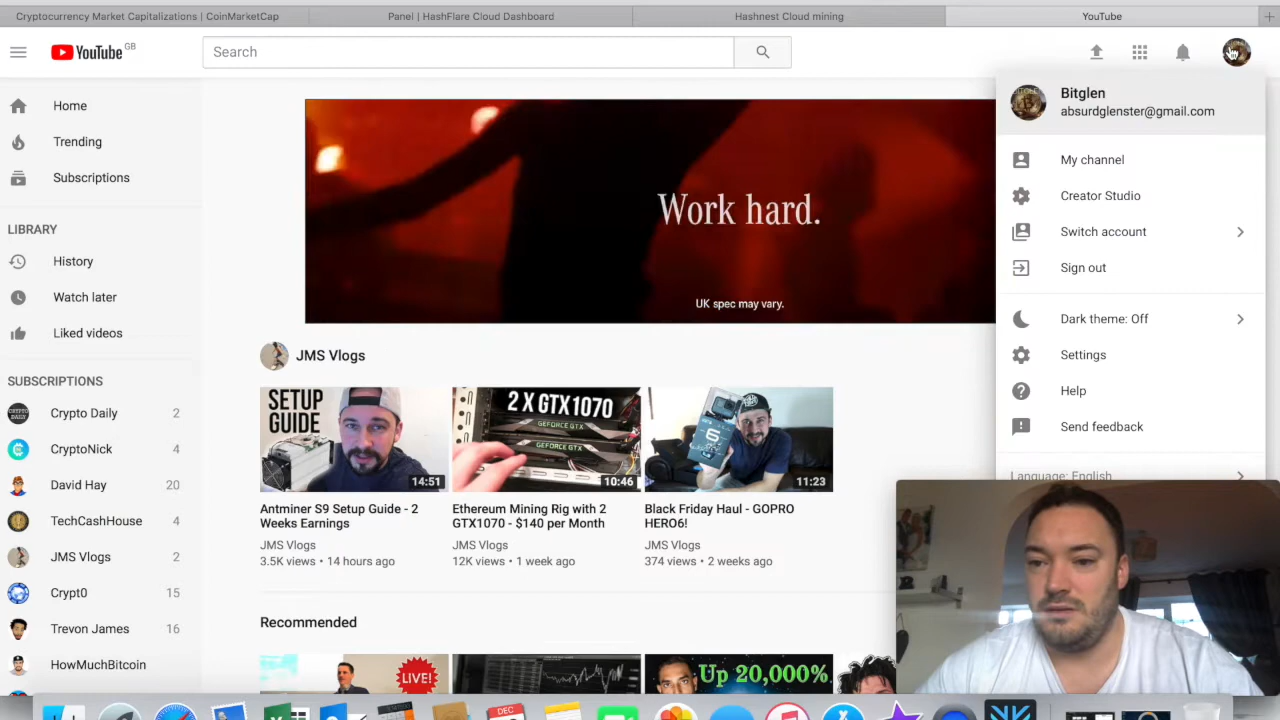 Cryptocurrency Market Capitalizations | CoinMarketCap
Panel | HashFlare Cloud Dashboard
Hashnest Cloud mining
YouTube
YouTube GB
Search
Bitglen
absurdglenster@gmail.com
My channel
Creator Studio
Switch account
Sign out
Dark theme: Off
Settings
Help
Send feedback
Language: English
Home
Trending
Subscriptions
LIBRARY
History
Watch later
Liked videos
SUBSCRIPTIONS
Crypto Daily 2
CryptoNick 4
David Hay 20
TechCashHouse 4
JMS Vlogs 2
Crypt0 15
Trevon James 16
HowMuchBitcoin
Work hard.
UK spec may vary.
JMS Vlogs
SETUP
GUIDE
14:51
2 X GTX1070
GEFORCE GTX
GEFORCE GTX
10:46
11:23
Antminer S9 Setup Guide - 2
Weeks Earnings
JMS Vlogs
3.5K views • 14 hours ago
Ethereum Mining Rig with 2
GTX1070 - $140 per Month
JMS Vlogs
12K views • 1 week ago
Black Friday Haul - GOPRO
HERO6!
JMS Vlogs
374 views • 2 weeks ago
Recommended
LIVE!
Up 20,000%
DEC